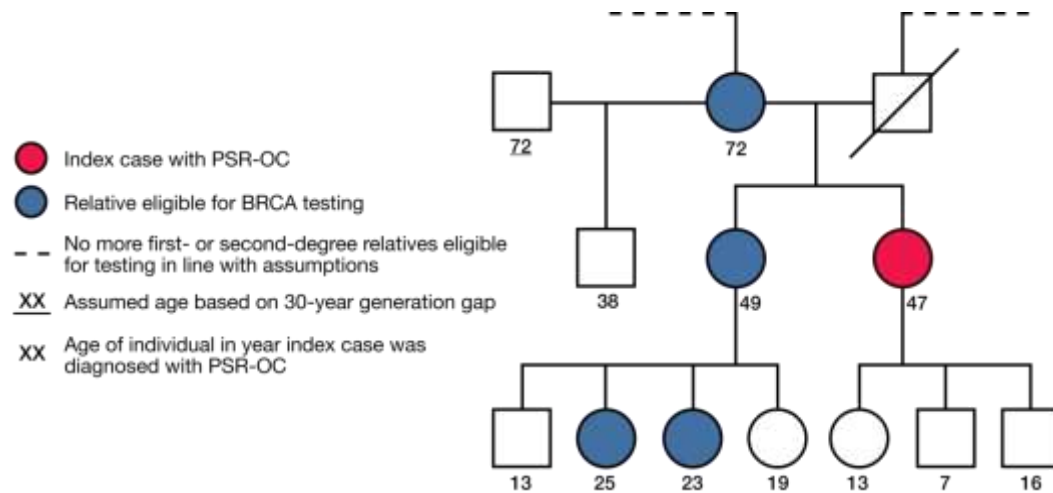 72
72
Index case with PSR-OC
Relative eligible for BRCA testing
No more first- or second-degree relatives eligible
for testing in line with assumptions
XX Assumed age based on 30-year generation gap
XX Age of individual in year index case was
diagnosed with PSR-OC
38
49
47
13
25
23
19
13
7
16